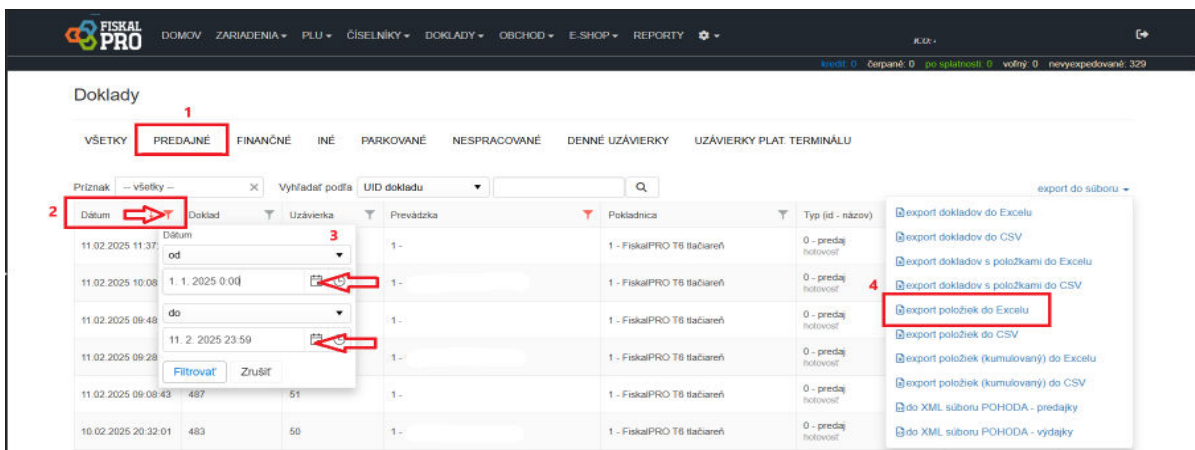 FISKAL PRO DOMOV ZARIADENIA PLU ČÍSELNÍKY DOKLADY OBCHOD E-SHOP REPORTY
IČO:
kredit: 0 čerpané: 0 po splatnosti: 0 voľný: 0 nevyexpedované: 329
Doklady
1
VŠETKY PREDAJNÉ FINANČNÉ INÉ PARKOVANÉ NESPRACOVANÉ DENNÉ UZÁVIERKY UZÁVIERKY PLAT. TERMINÁLU
Príznak -- všetky -- Vyhľadať podľa UID dokladu
export do súboru
2 Dátum Doklad Uzávierka Prevádzka Pokladnica Typ (id - názov)
11.02.2025 11:37: 1 - 1 - FiskalPRO T6 tlačiareň 0 - predaj
hotovosť
11.02.2025 10:08 1 - 1 - FiskalPRO T6 tlačiareň 0 - predaj
hotovosť
11.02.2025 09:48 1 - 1 - FiskalPRO T6 tlačiareň 0 - predaj
hotovosť
11.02.2025 09:28 1 - 1 - FiskalPRO T6 tlačiareň 0 - predaj
hotovosť
11.02.2025 09:08:43 487 51 1 - 1 - FiskalPRO T6 tlačiareň 0 - predaj
hotovosť
10.02.2025 20:32:01 483 50 1 - 1 - FiskalPRO T6 tlačiareň 0 - predaj
hotovosť
Dátum 3
od
1. 1. 2025 0:00
do
11. 2. 2025 23:59
Filtrovať Zrušiť
export dokladov do Excelu
export dokladov do CSV
export dokladov s položkami do Excelu
export dokladov s položkami do CSV
4 export položiek do Excelu
export položiek do CSV
export položiek (kumulovaný) do Excelu
export položiek (kumulovaný) do CSV
do XML súboru POHODA - predajky
do XML súboru POHODA - výdajky